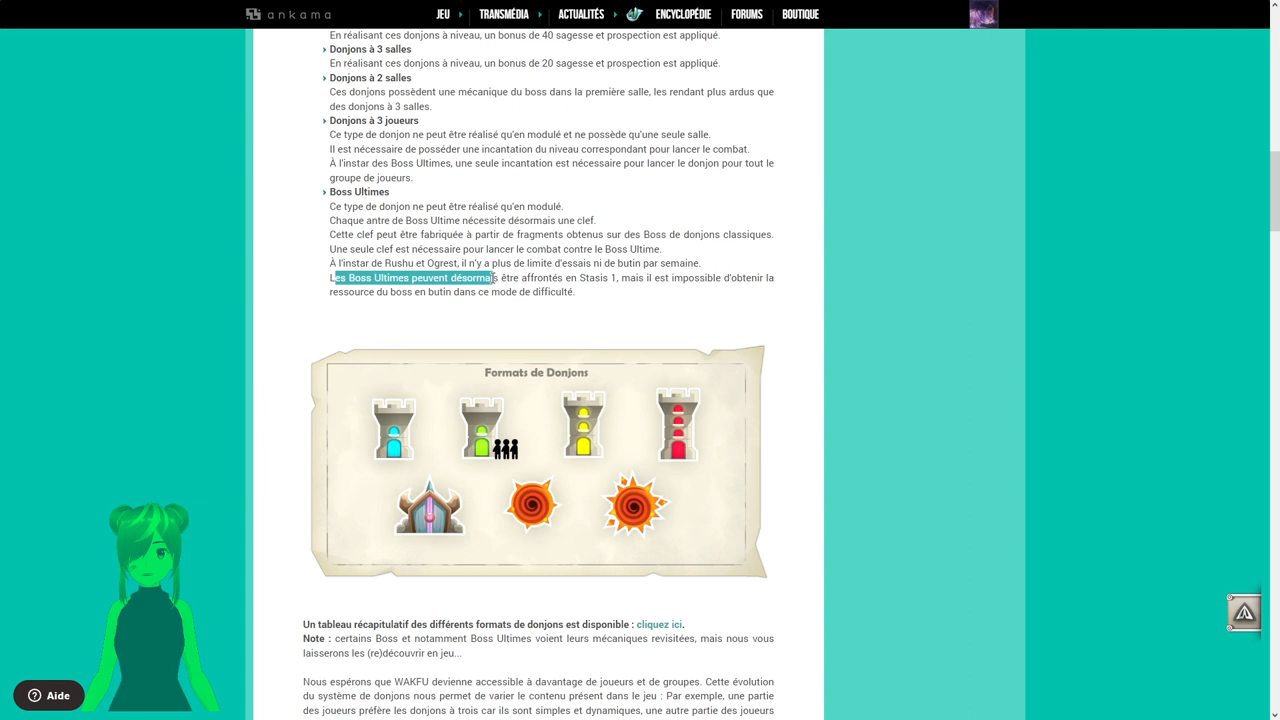 ankama
JEU
TRANSMÉDIA
ACTUALITÉS
ENCYCLOPÉDIE
FORUMS
BOUTIQUE
En réalisant ces donjons à niveau, un bonus de 40 sagesse et prospection est appliqué.
Donjons à 3 salles
En réalisant ces donjons à niveau, un bonus de 20 sagesse et prospection est appliqué.
Donjons à 2 salles
Ces donjons possèdent une mécanique du boss dans la première salle, les rendant plus ardus que
des donjons à 3 salles.
Donjons à 3 joueurs
Ce type de donjon ne peut être réalisé qu'en modulé et ne possède qu'une seule salle.
Il est nécessaire de posséder une incantation du niveau correspondant pour lancer le combat.
À l'instar des Boss Ultimes, une seule incantation est nécessaire pour lancer le donjon pour tout le
groupe de joueurs.
Boss Ultimes
Ce type de donjon ne peut être réalisé qu'en modulé.
Chaque antre de Boss Ultime nécessite désormais une clef.
Cette clef peut être fabriquée à partir de fragments obtenus sur des Boss de donjons classiques.
Une seule clef est nécessaire pour lancer le combat contre le Boss Ultime.
À l'instar de Rushu et Ogrest, il n'y a plus de limite d'essais ni de butin par semaine.
Les Boss Ultimes peuvent désormais être affrontés en Stasis 1, mais il est impossible d'obtenir la
ressource du boss en butin dans ce mode de difficulté.
Formats de Donjons
Un tableau récapitulatif des différents formats de donjons est disponible : cliquez ici.
Note : certains Boss et notamment Boss Ultimes voient leurs mécaniques revisitées, mais nous vous
laisserons les (re)découvrir en jeu...
Nous espérons que WAKFU devienne accessible à davantage de joueurs et de groupes. Cette évolution
du système de donjons nous permet de varier le contenu présent dans le jeu : Par exemple, une partie
des joueurs préfère les donjons à trois car ils sont simples et dynamiques, une autre partie des joueurs
Aide